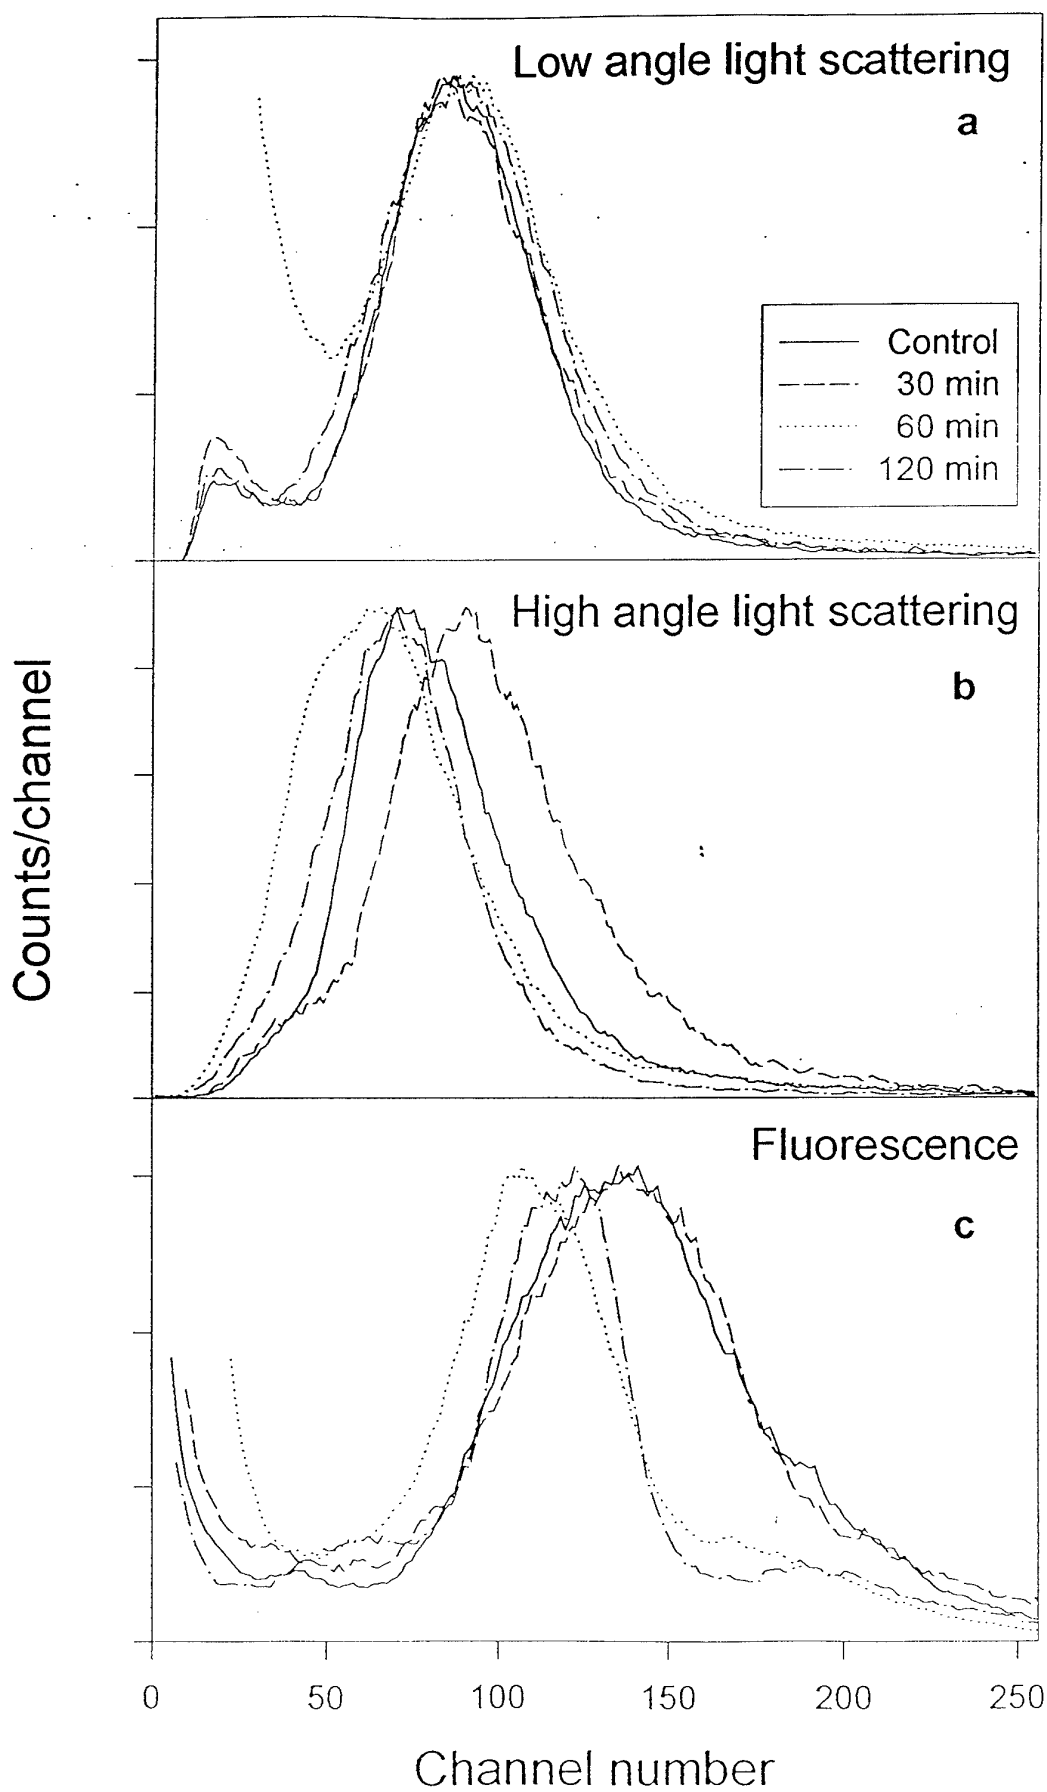 Low angle light scattering
a
Control
30 min
60 min
120 min
High angle light scattering
b
Counts/channel
Fluorescence
c
0 50 100 150 200 250
Channel number